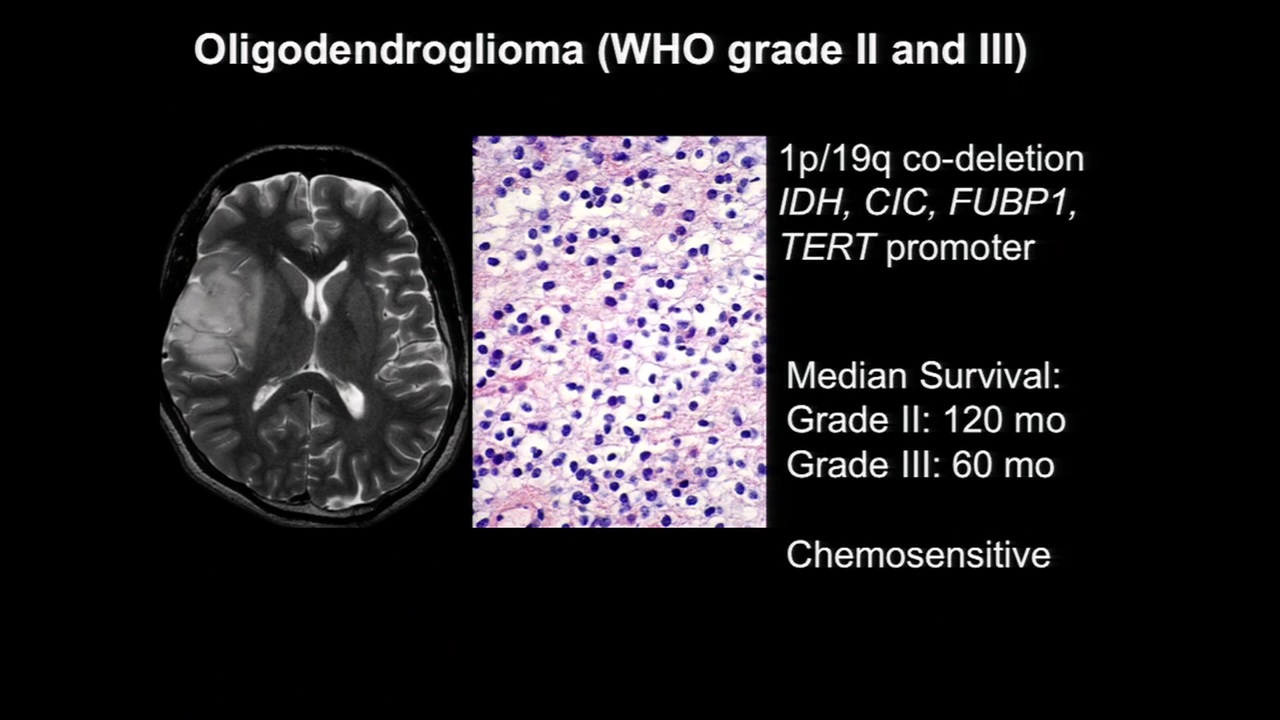 Oligodendroglioma (WHO grade II and III)
1p/19q co-deletion
IDH, CIC, FUBP1,
TERT promoter
Median Survival:
Grade II: 120 mo
Grade III: 60 mo
Chemosensitive